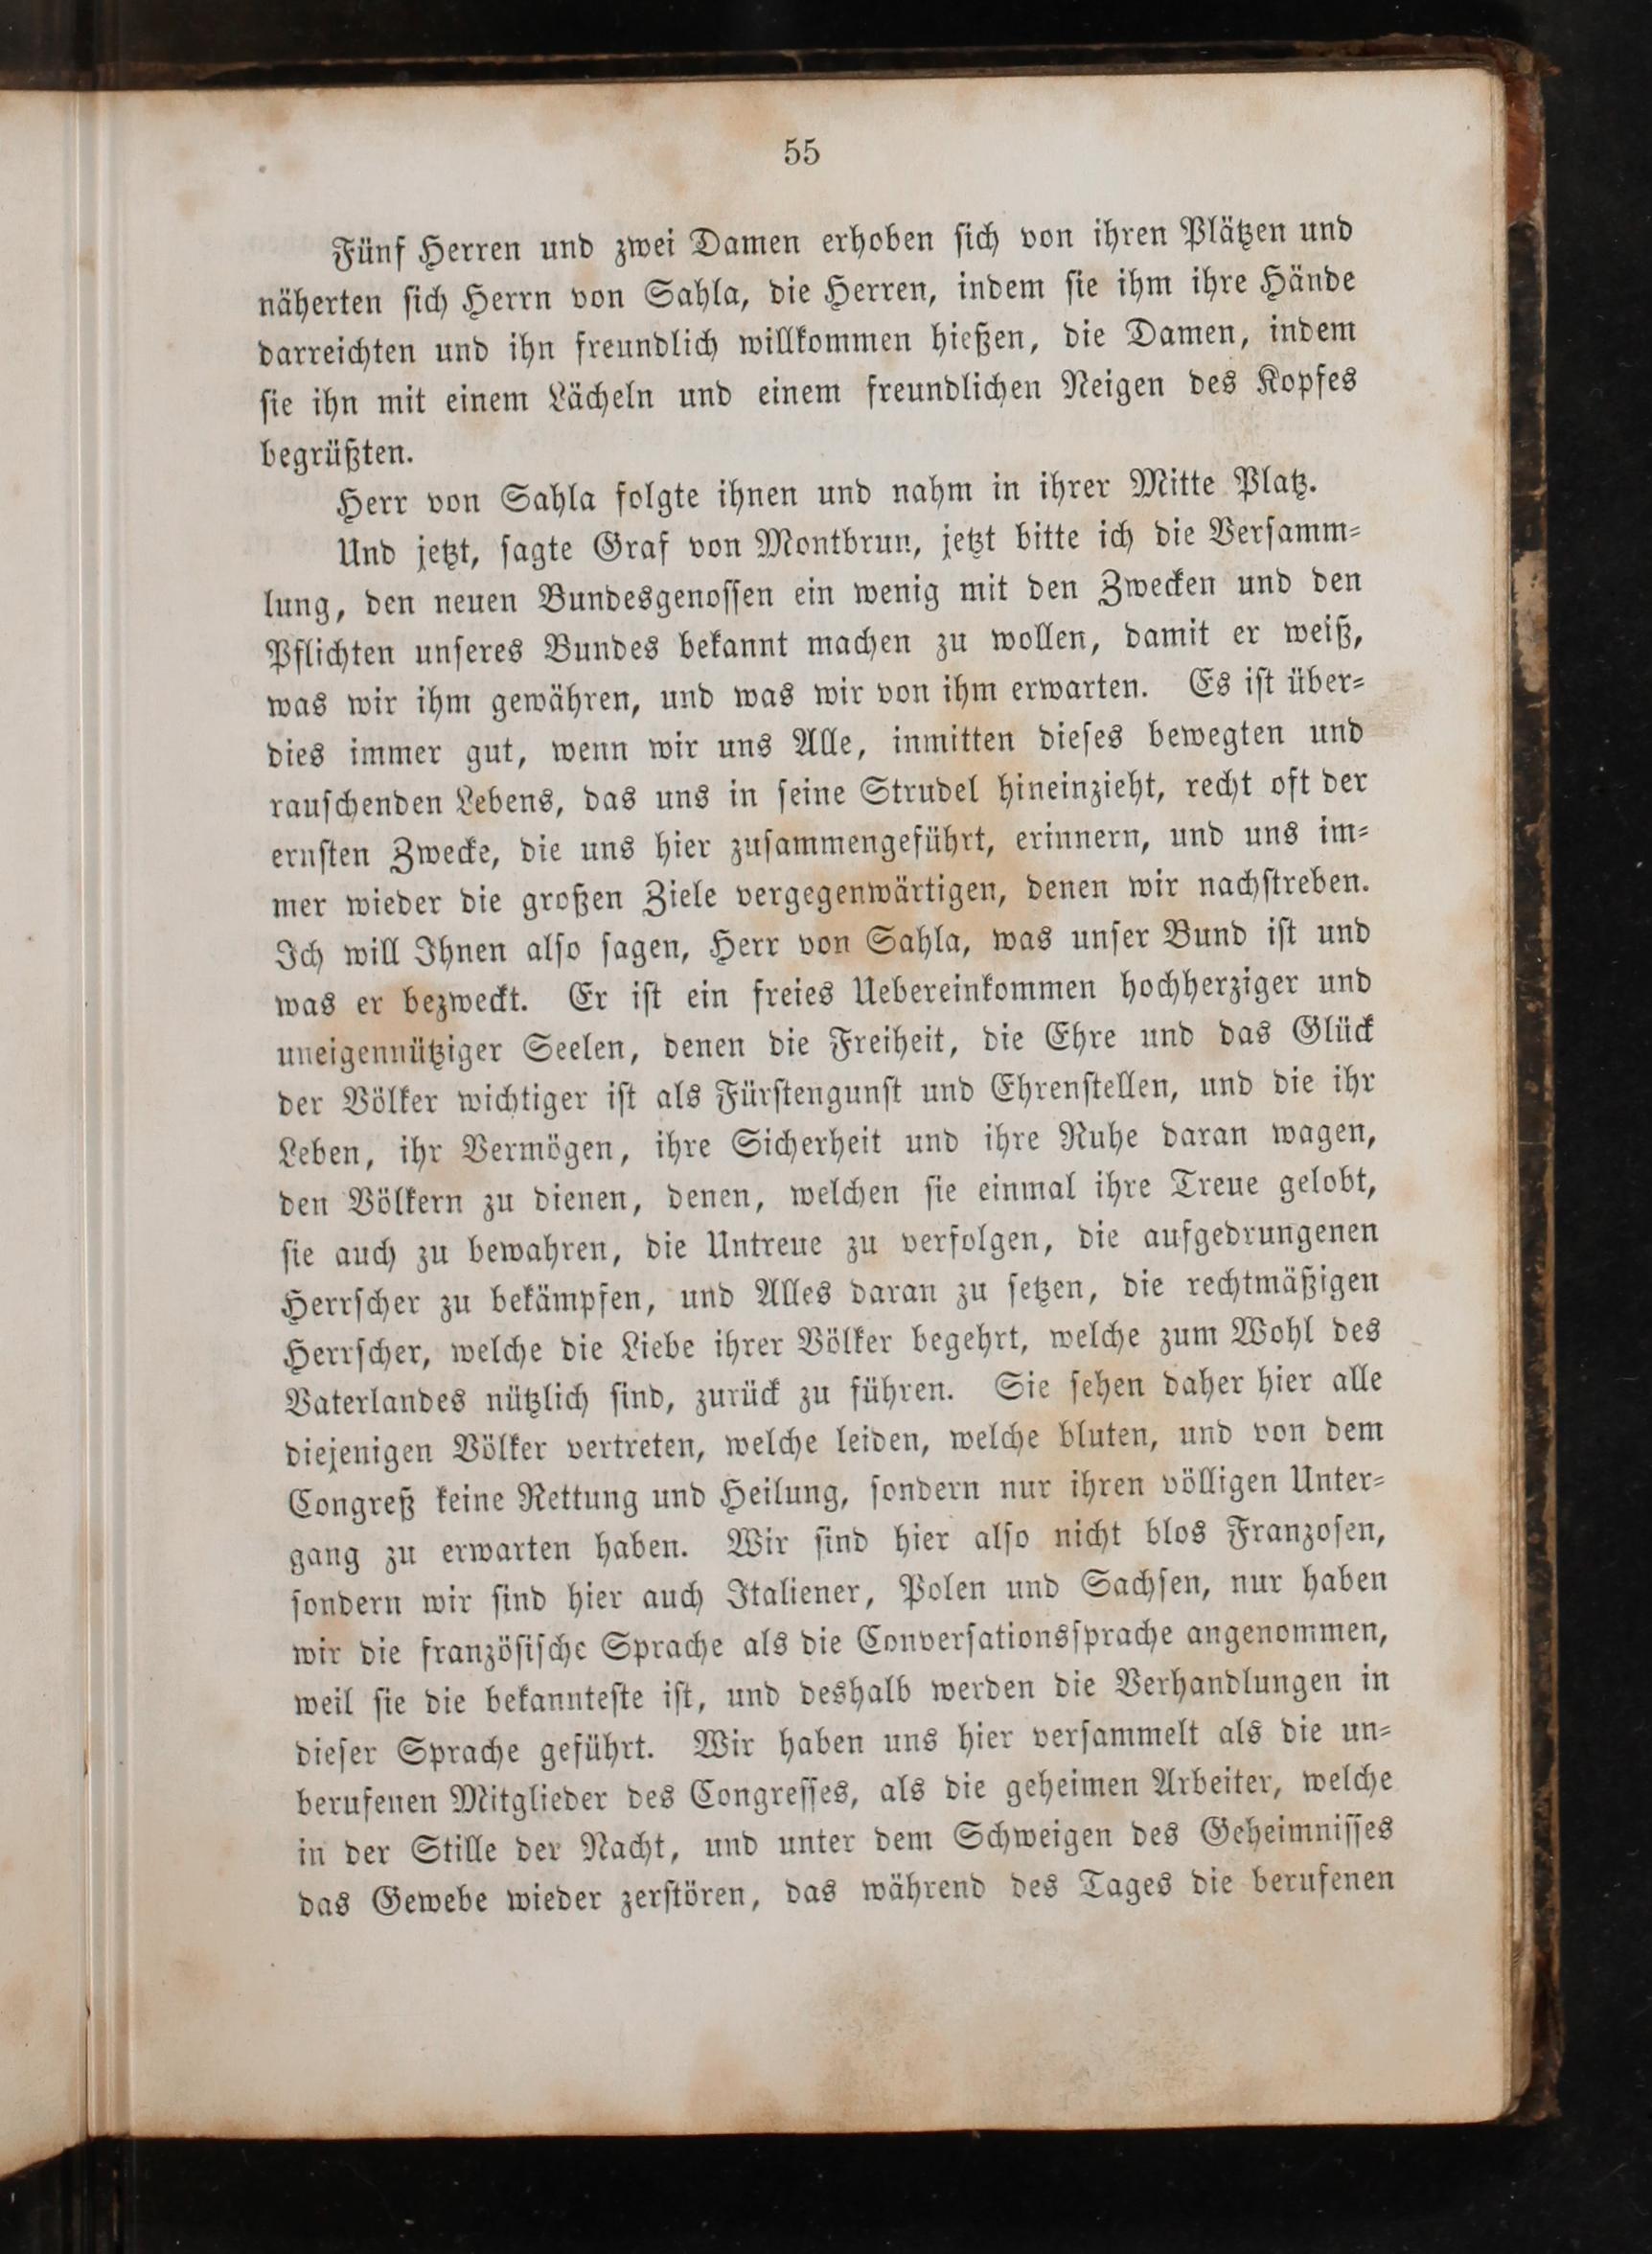 55
Fünf Herren und zwei Damen erhoben sich von ihren Plätzen und
näherten sich Herrn von Sahla, die Herren, indem sie ihm ihre Hände
darreichten und ihn freundlich willkommen hießen, die Damen, indem
sie ihn mit einem Lächeln und einem freundlichen Neigen des Kopfes
begrüßten.
Herr von Sahla folgte ihnen und nahm in ihrer Mitte Platz.
Und jetzt, sagte Graf von Montbrun, jetzt bitte ich die Versamm-
lung, den neuen Bundesgenossen ein wenig mit den Zwecken und den
Pflichten unseres Bundes bekannt machen zu wollen, damit er weiß,
was wir ihm gewähren, und was wir von ihm erwarten. Es ist über-
dies immer gut, wenn wir uns Alle, inmitten dieses bewegten und
rauschenden Lebens, das uns in seine Strudel hineinzieht, recht oft der
ernsten Zwecke, die uns hier zusammengeführt, erinnern, und uns im-
mer wieder die großen Ziele vergegenwärtigen, denen wir nachstreben.
Ich will Ihnen also sagen, Herr von Sahla, was unser Bund ist und
was er bezweckt. Er ist ein freies Uebereinkommen hochherziger und
uneigennütziger Seelen, denen die Freiheit, die Ehre und das Glück
der Völker wichtiger ist als Fürstengunst und Ehrenstellen, und die ihr
Leben, ihr Vermögen, ihre Sicherheit und ihre Ruhe daran wagen,
den Völkern zu dienen, denen, welchen sie einmal ihre Treue gelobt,
sie auch zu bewahren, die Untreue zu verfolgen, die aufgedrungenen
Herrscher zu bekämpfen, und Alles daran zu setzen, die rechtmäßigen
Herrscher, welche die Liebe ihrer Völker begehrt, welche zum Wohl des
Vaterlandes nützlich sind, zurück zu führen. Sie sehen daher hier alle
diejenigen Völker vertreten, welche leiden, welche bluten, und von dem
Congreß keine Rettung und Heilung, sondern nur ihren völligen Unter-
gang zu erwarten haben. Wir sind hier also nicht blos Franzosen,
sondern wir sind hier auch Italiener, Polen und Sachsen, nur haben
wir die französische Sprache als die Conversationssprache angenommen,
weil sie die bekannteste ist, und deshalb werden die Verhandlungen in
dieser Sprache geführt. Wir haben uns hier versammelt als die un-
berufenen Mitglieder des Congresses, als die geheimen Arbeiter, welche
in der Stille der Nacht, und unter dem Schweigen des Geheimnisses
das Gewebe wieder zerstören, das während des Tages die berufenen